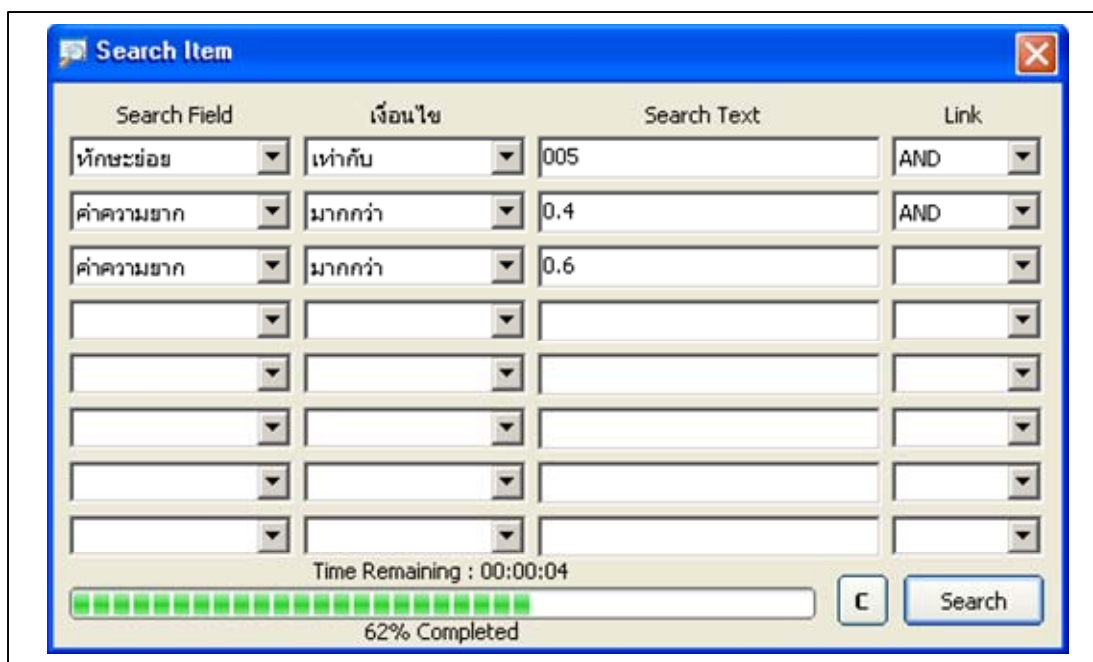 Search Item
Search Field เงื่อนไข Search Text Link
ทักษะย่อย เท่ากับ 005 AND
ค่าความยาก มากกว่า 0.4 AND
ค่าความยาก มากกว่า 0.6
Time Remaining : 00:00:04
C Search
62% Completed